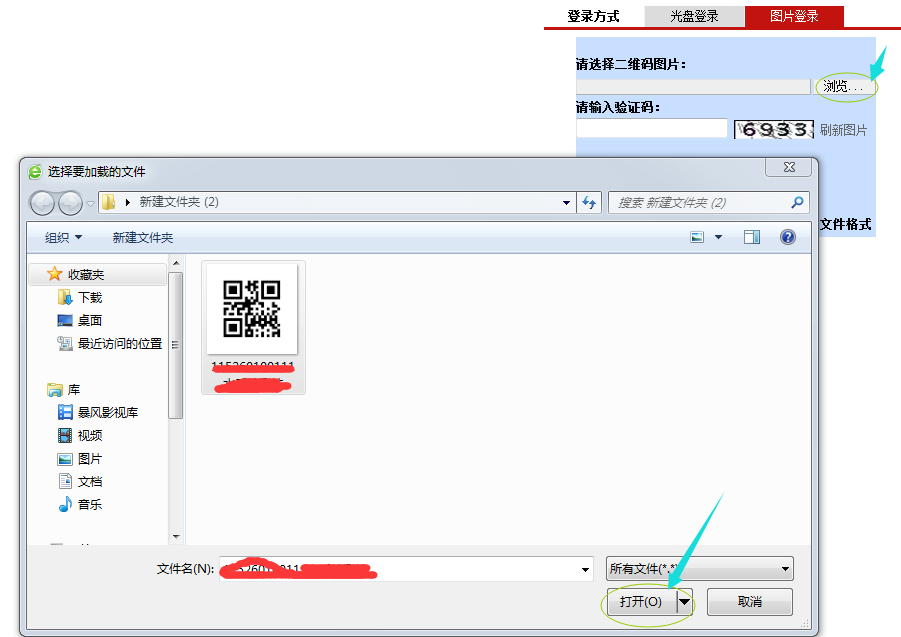 登录方式 光盘登录 图片登录
请选择二维码图片：
浏览...
请输入验证码：
6933 刷新图片
文件格式
选择要加载的文件
新建文件夹 (2)
搜索 新建文件夹 (2)
组织 新建文件夹
收藏夹
下载
桌面
最近访问的位置
库
暴风影视库
视频
图片
文档
音乐
文件名(N):
所有文件(*.*)
打开(O) 取消